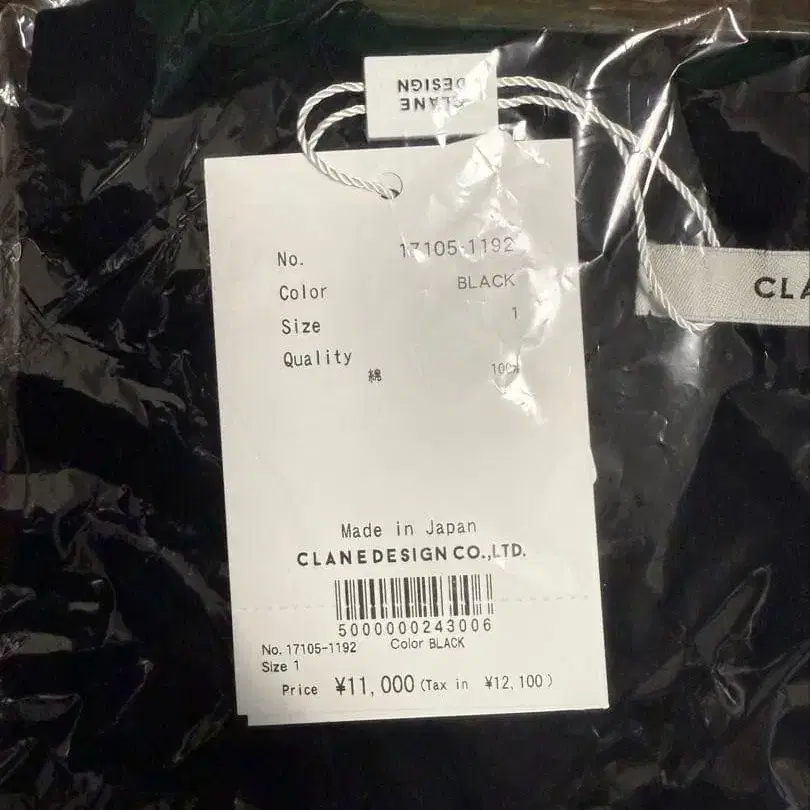 CLANE
DESIGN
No. 17105-1192
Color BLACK
Size 1
Quality
綿 100%
CLA
Made in Japan
CLANEDESIGN CO.,LTD.
5000000243006
No. 17105-1192 Color BLACK
Size 1
Price ¥11,000 (Tax in ¥12,100)